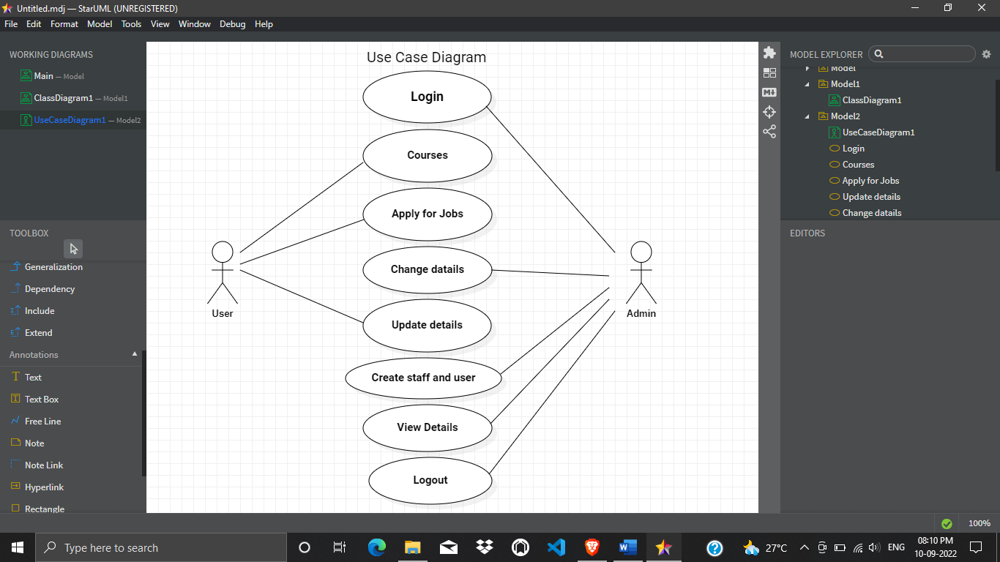 Untitled.mdj — StarUML (UNREGISTERED)
File Edit Format Model Tools View Window Debug Help
WORKING DIAGRAMS
Main — Model
ClassDiagram1 — Model1
UseCaseDiagram1 — Model2
TOOLBOX
Generalization
Dependency
Include
Extend
Annotations
Text
Text Box
Free Line
Note
Note Link
Hyperlink
Rectangle
Use Case Diagram
Login
Courses
Apply for Jobs
Change datails
Update details
Create staff and user
View Details
Logout
User
Admin
MODEL EXPLORER
Model
Model1
ClassDiagram1
Model2
UseCaseDiagram1
Login
Courses
Apply for Jobs
Update details
Change datails
EDITORS
100%
Type here to search
27°C
ENG
08:10 PM
10-09-2022